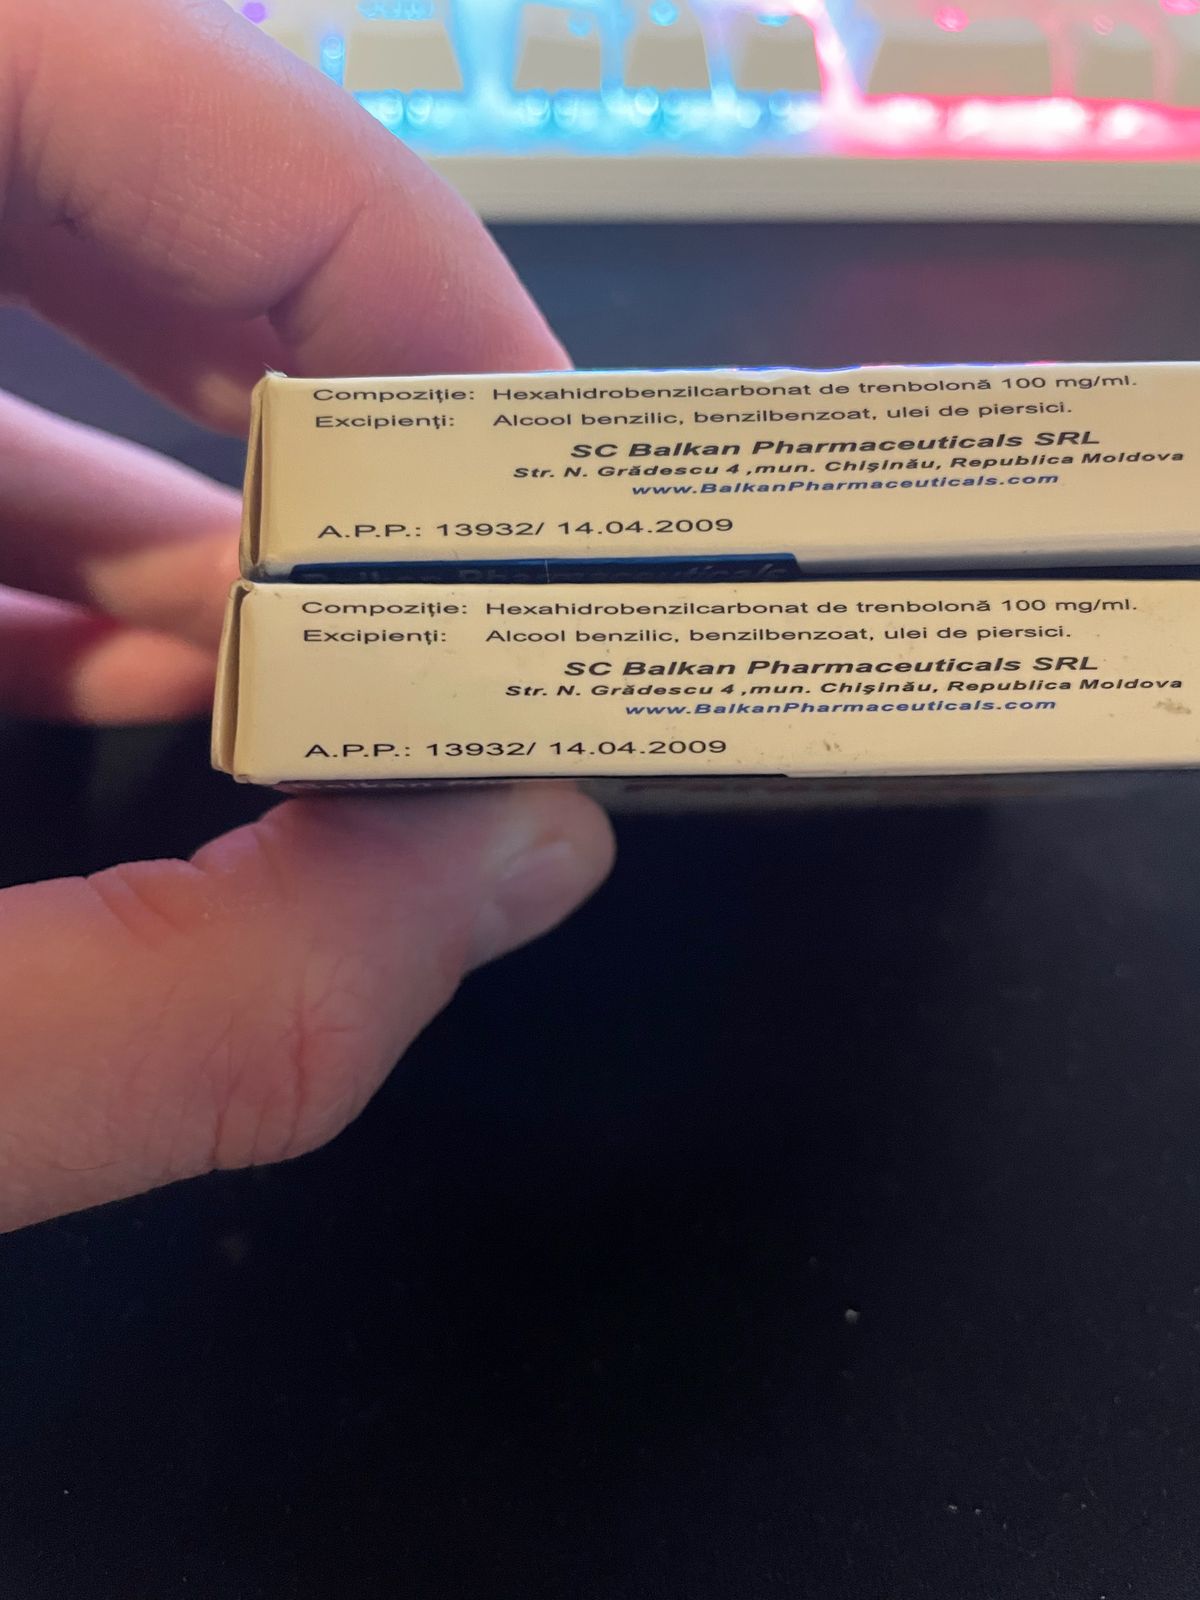 Compoziţie: Hexahidrobenzilcarbonat de trenbolonă 100 mg/ml.
Excipienţi: Alcool benzilic, benzilbenzoat, ulei de piersici.
SC Balkan Pharmaceuticals SRL
Str. N. Grădescu 4 ,mun. Chişinău, Republica Moldova
www.BalkanPharmaceuticals.com
A.P.P.: 13932/ 14.04.2009
Balkan Pharmaceuticals
Compoziţie: Hexahidrobenzilcarbonat de trenbolonă 100 mg/ml.
Excipienţi: Alcool benzilic, benzilbenzoat, ulei de piersici.
SC Balkan Pharmaceuticals SRL
Str. N. Grădescu 4 ,mun. Chişinău, Republica Moldova
www.BalkanPharmaceuticals.com
A.P.P.: 13932/ 14.04.2009